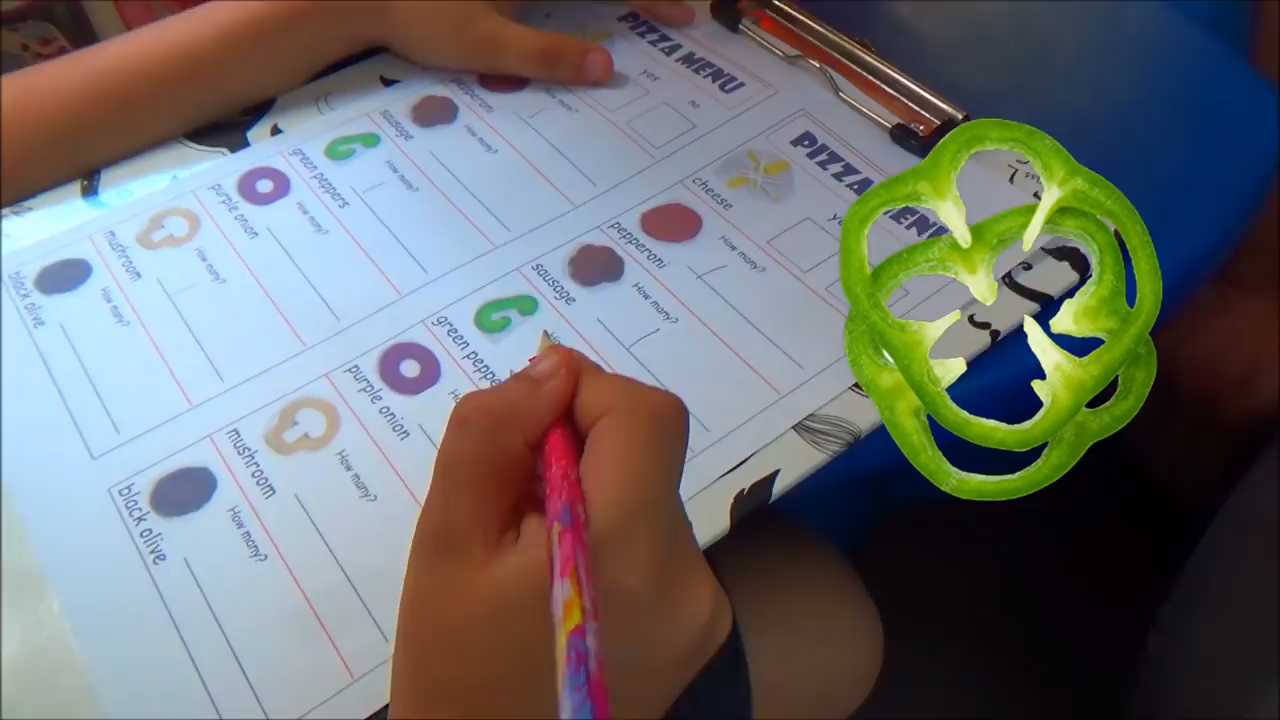 PIZZA MENU
yes
no
pepperoni
How many?
sausage
How many?
green peppers
How many?
purple onion
How many?
mushroom
How many?
black olive
How many?
PIZZA MENU
cheese
pepperoni
How many?
sausage
How many?
green
purple onion
mushroom
How many?
black olive
How many?